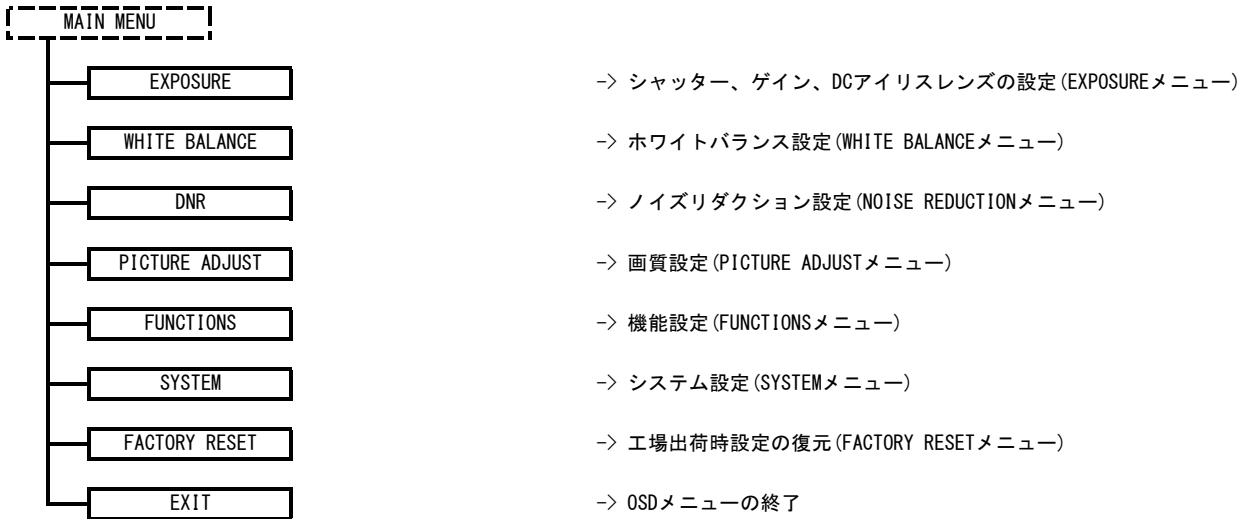 MAIN MENU
EXPOSURE -> シャッター、ゲイン、DCアイリスレンズの設定(EXPOSUREメニュー)
WHITE BALANCE -> ホワイトバランス設定(WHITE BALANCEメニュー)
DNR -> ノイズリダクション設定(NOISE REDUCTIONメニュー)
PICTURE ADJUST -> 画質設定(PICTURE ADJUSTメニュー)
FUNCTIONS -> 機能設定(FUNCTIONSメニュー)
SYSTEM -> システム設定(SYSTEMメニュー)
FACTORY RESET -> 工場出荷時設定の復元(FACTORY RESETメニュー)
EXIT -> OSDメニューの終了